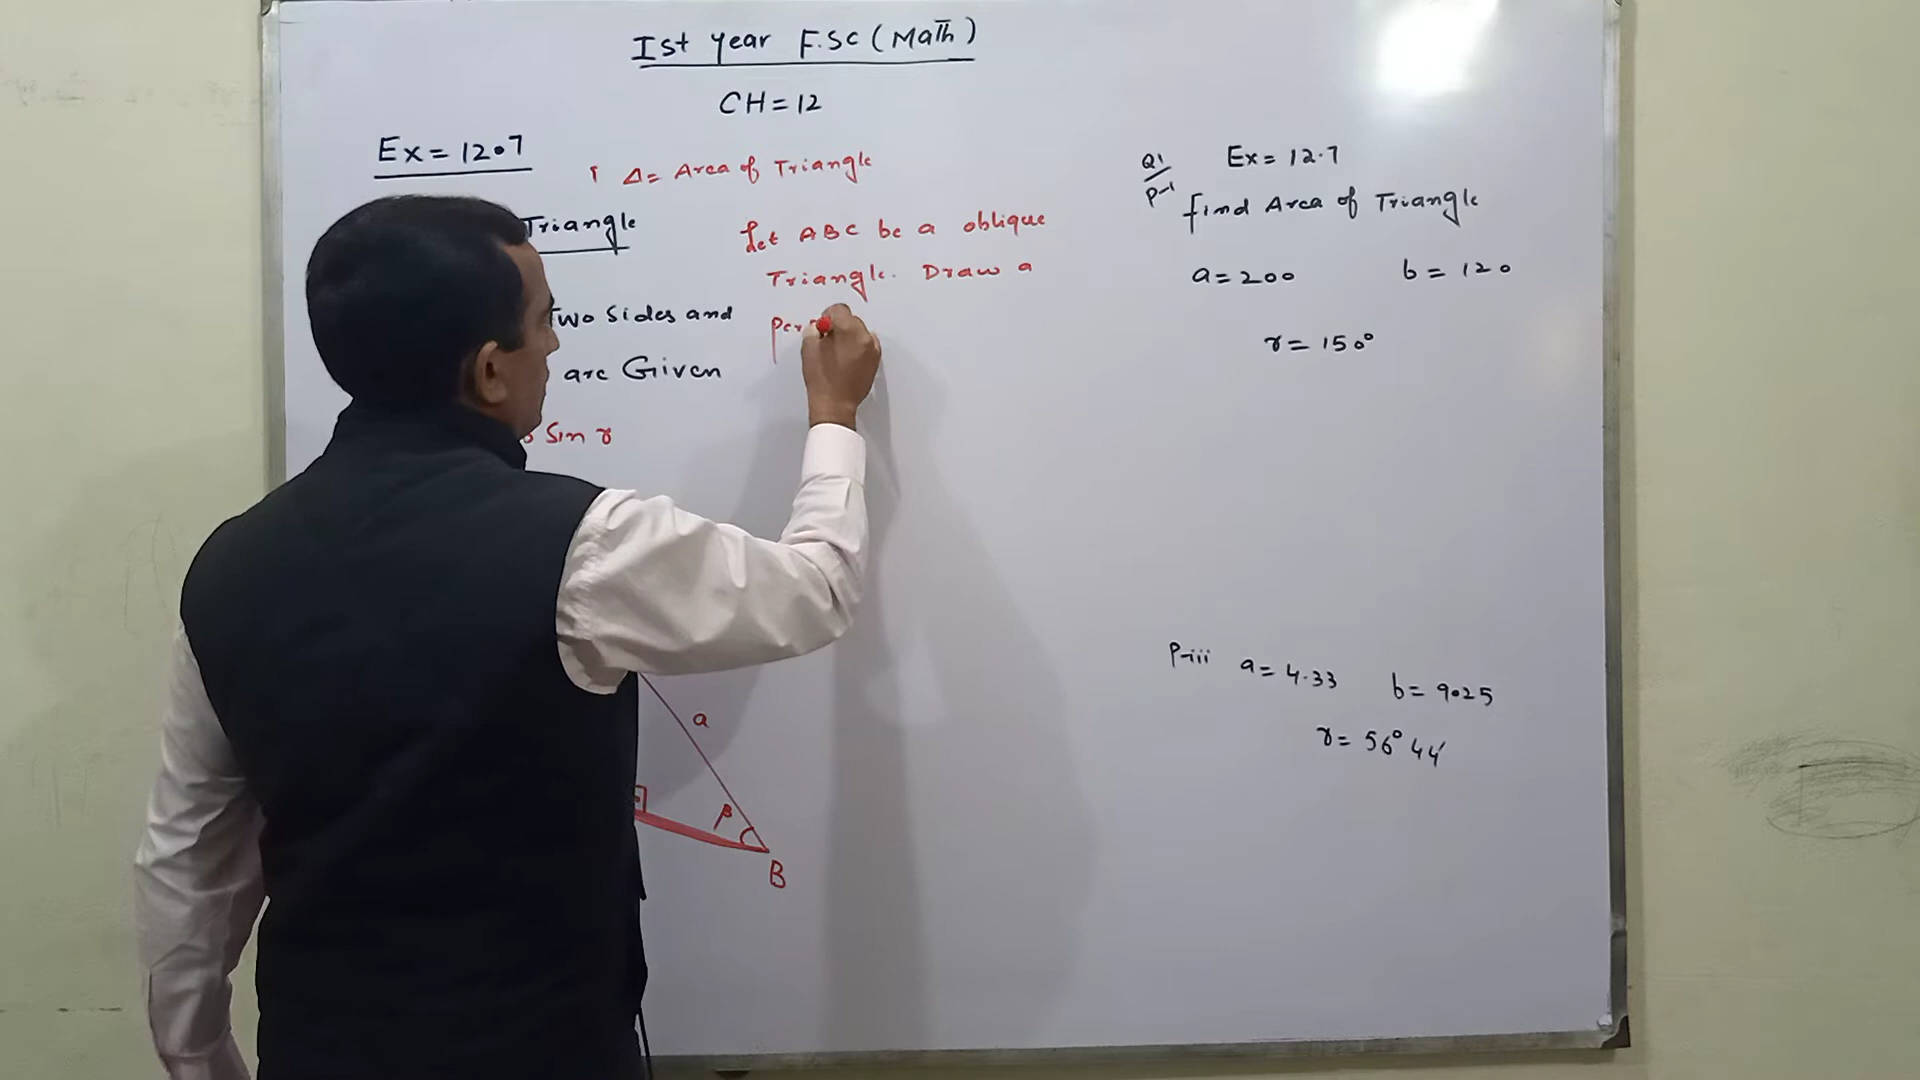 Ist year F.Sc (Math)
CH = 12
Ex = 12.7
Δ = Area of Triangle
Triangle
Two Sides and
are Given
Sin γ
Let ABC be a oblique
Triangle. Draw a
a
β
B
Q1 Ex = 12.7
P-1 find Area of Triangle
a = 200 b = 120
γ = 150°
P-iii a = 4.33 b = 9.25
γ = 56° 44′